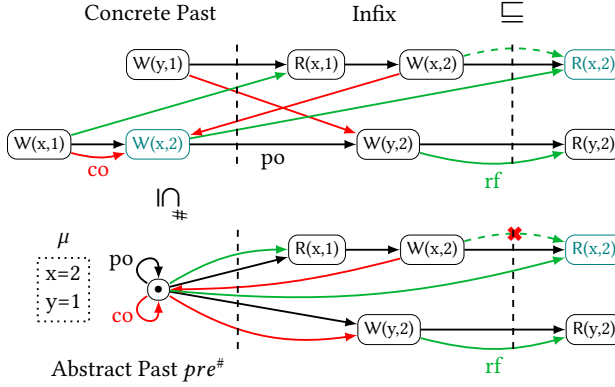 Concrete Past Infix ⊑
W(y,1) R(x,1) W(x,2) R(x,2)
W(x,1) W(x,2) W(y,2) R(y,2)
co po rf
⋒#
μ
x=2
y=1
po R(x,1) W(x,2) R(x,2)
co W(y,2) R(y,2)
Abstract Past pre# rf